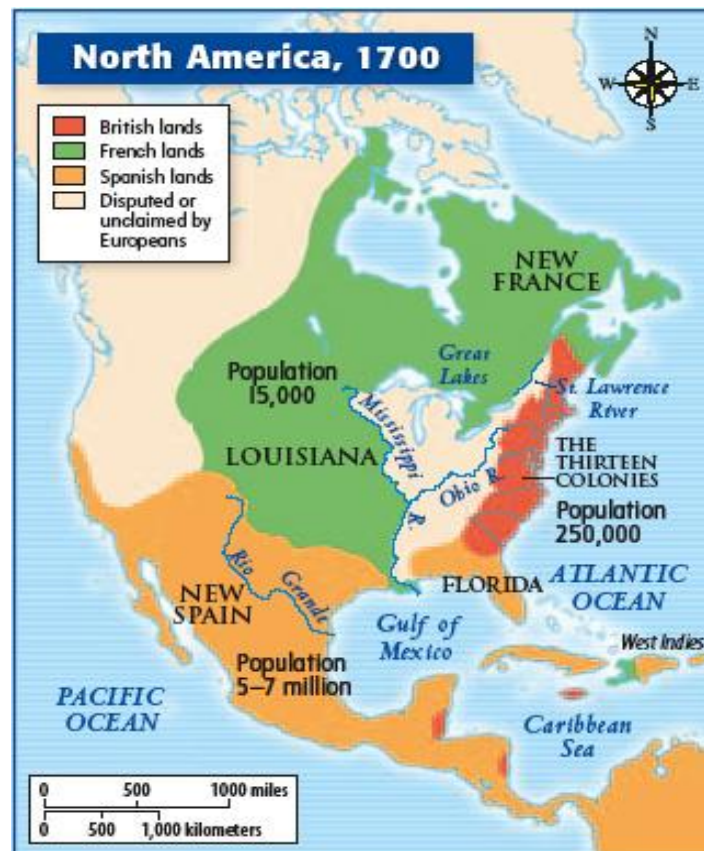 North America, 1700
N
W
E
S
British lands
French lands
Spanish lands
Disputed or
unclaimed by
Europeans
NEW
FRANCE
Great
Lakes
Population
15,000
St. Lawrence
River
Mississippi
R.
LOUISIANA
Ohio R.
THE
THIRTEEN
COLONIES
Population
250,000
Rio
Grande
NEW
SPAIN
FLORIDA
ATLANTIC
OCEAN
Gulf of
Mexico
West Indies
Population
5–7 million
PACIFIC
OCEAN
Caribbean
Sea
0 500 1000 miles
0 500 1,000 kilometers